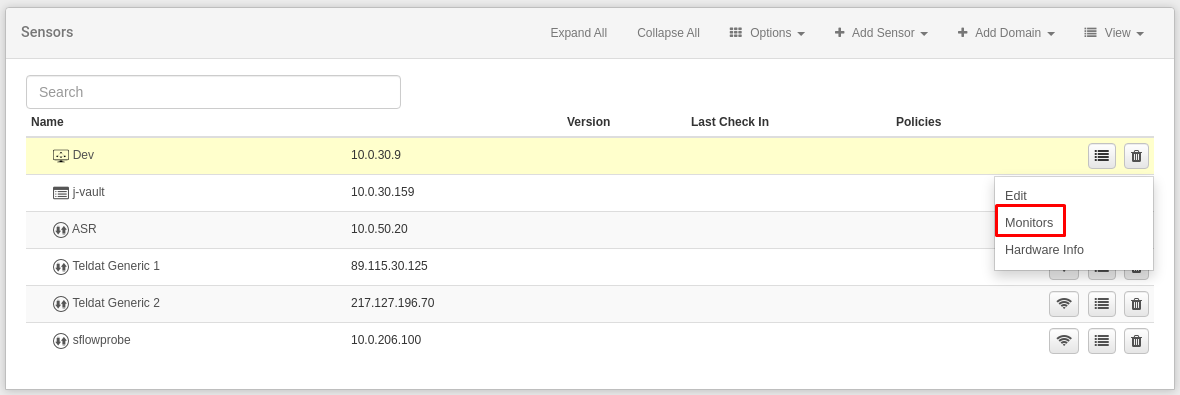 Sensors Expand All Collapse All Options Add Sensor Add Domain View
Search
Name Version Last Check In Policies
Dev 10.0.30.9
j-vault 10.0.30.159
Edit
Monitors
Hardware Info
ASR 10.0.50.20
Teldat Generic 1 89.115.30.125
Teldat Generic 2 217.127.196.70
sflowprobe 10.0.206.100